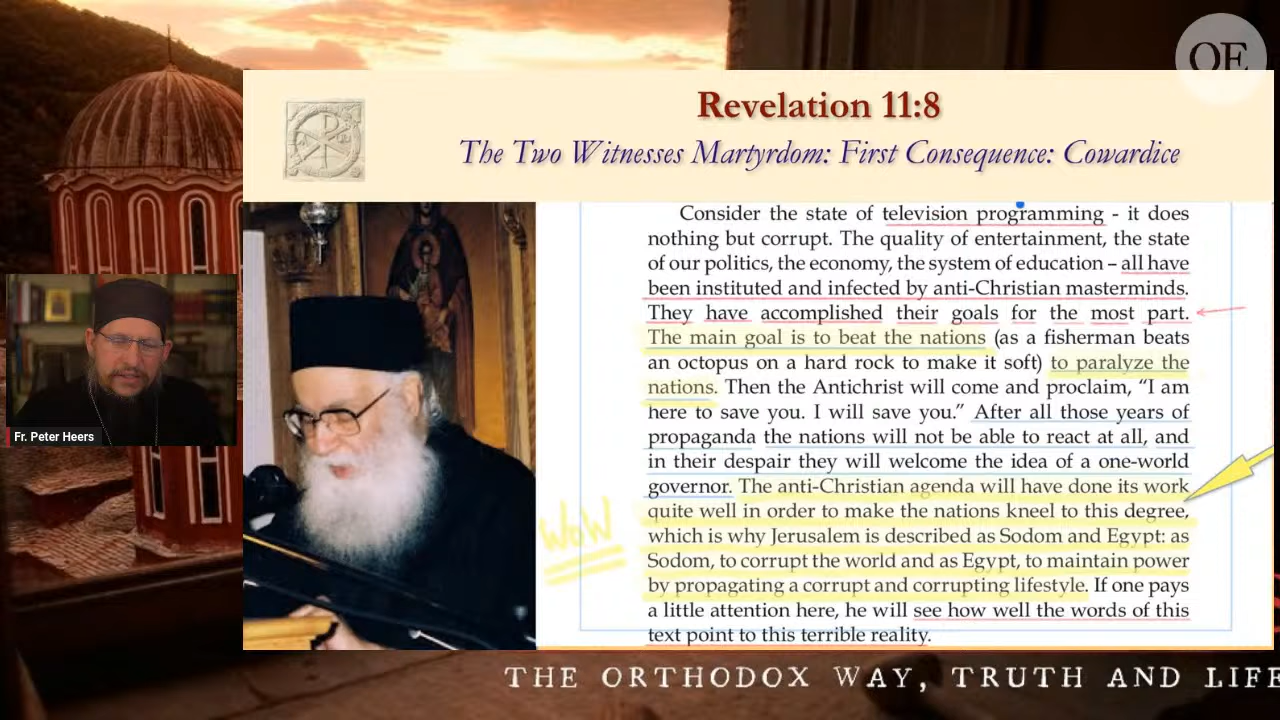 OE
Revelation 11:8
The Two Witnesses Martyrdom: First Consequence: Cowardice
Consider the state of television programming - it does
nothing but corrupt. The quality of entertainment, the state
of our politics, the economy, the system of education – all have
been instituted and infected by anti-Christian masterminds.
They have accomplished their goals for the most part.
The main goal is to beat the nations (as a fisherman beats
an octopus on a hard rock to make it soft) to paralyze the
nations. Then the Antichrist will come and proclaim, “I am
here to save you. I will save you.” After all those years of
propaganda the nations will not be able to react at all, and
in their despair they will welcome the idea of a one-world
governor. The anti-Christian agenda will have done its work
quite well in order to make the nations kneel to this degree,
which is why Jerusalem is described as Sodom and Egypt: as
Sodom, to corrupt the world and as Egypt, to maintain power
by propagating a corrupt and corrupting lifestyle. If one pays
a little attention here, he will see how well the words of this
text point to this terrible reality.
WOW
Fr. Peter Heers
THE ORTHODOX WAY, TRUTH AND LIFE